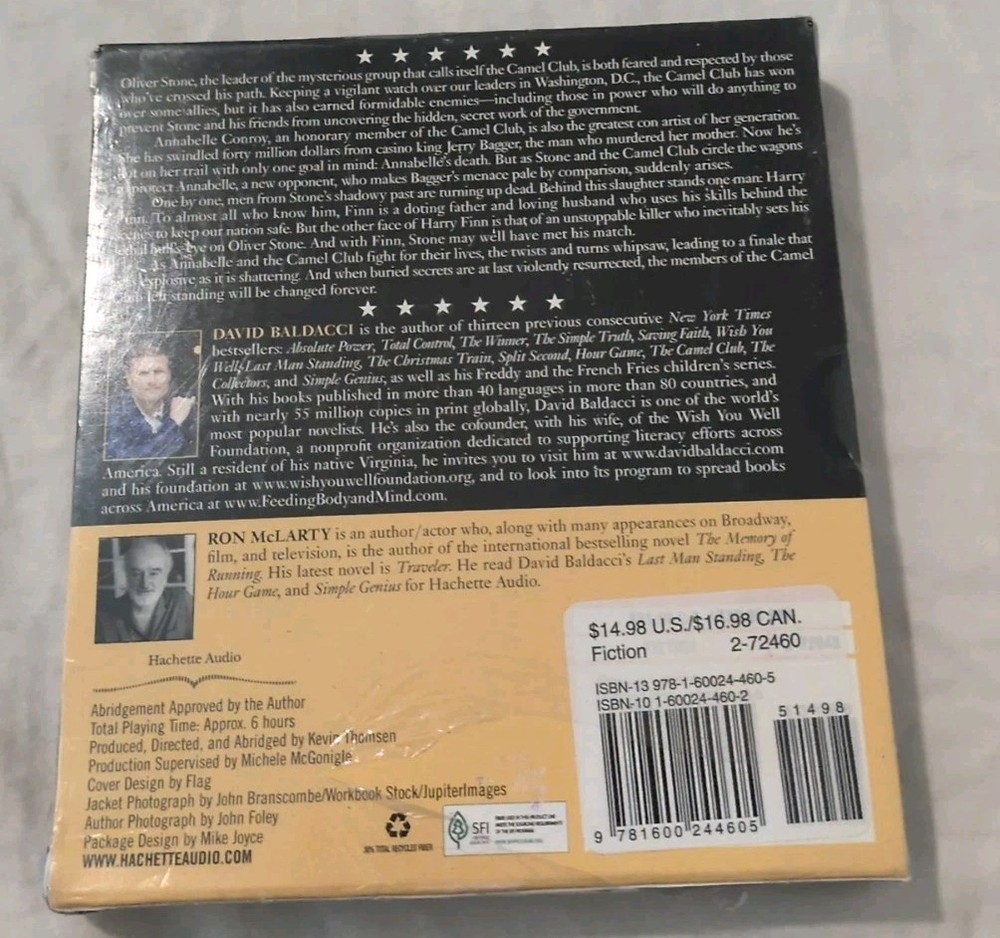 ★ ★ ★ ★ ★ ★
Oliver Stone, the leader of the mysterious group that calls itself the Camel Club, is both feared and respected by those
who've crossed his path. Keeping a vigilant watch over our leaders in Washington, D.C., the Camel Club has won
over some allies, but it has also earned formidable enemies—including those in power who will do anything to
prevent Stone and his friends from uncovering the hidden, secret work of the government.
Annabelle Conroy, an honorary member of the Camel Club, is also the greatest con artist of her generation.
She has swindled forty million dollars from casino king Jerry Bagger, the man who murdered her mother. Now he's
hot on her trail with only one goal in mind: Annabelle's death. But as Stone and the Camel Club circle the wagons
to protect Annabelle, a new opponent, who makes Bagger's menace pale by comparison, suddenly arises.
One by one, men from Stone's shadowy past are turning up dead. Behind this slaughter stands one man: Harry
Finn. To almost all who know him, Finn is a doting father and loving husband who uses his skills behind the
scenes to keep our nation safe. But the other face of Harry Finn is that of an unstoppable killer who inevitably sets his
lethal bull's-eye on Oliver Stone. And with Finn, Stone may well have met his match.
As Annabelle and the Camel Club fight for their lives, the twists and turns whipsaw, leading to a finale that
is as explosive as it is shattering. And when buried secrets are at last violently resurrected, the members of the Camel
Club left standing will be changed forever.
★ ★ ★ ★ ★ ★
DAVID BALDACCI is the author of thirteen previous consecutive New York Times
bestsellers: Absolute Power, Total Control, The Winner, The Simple Truth, Saving Faith, Wish You
Well, Last Man Standing, The Christmas Train, Split Second, Hour Game, The Camel Club, The
Collectors, and Simple Genius, as well as his Freddy and the French Fries children's series.
With his books published in more than 40 languages in more than 80 countries, and
with nearly 55 million copies in print globally, David Baldacci is one of the world's
most popular novelists. He's also the cofounder, with his wife, of the Wish You Well
Foundation, a nonprofit organization dedicated to supporting literacy efforts across
America. Still a resident of his native Virginia, he invites you to visit him at www.davidbaldacci.com
and his foundation at www.wishyouwellfoundation.org, and to look into its program to spread books
across America at www.FeedingBodyandMind.com.
RON McLARTY is an author/actor who, along with many appearances on Broadway,
film, and television, is the author of the international bestselling novel The Memory of
Running. His latest novel is Traveler. He read David Baldacci's Last Man Standing, The
Hour Game, and Simple Genius for Hachette Audio.
Hachette Audio
Abridgement Approved by the Author
Total Playing Time: Approx. 6 hours
Produced, Directed, and Abridged by Kevin Thomsen
Production Supervised by Michele McGonigle
Cover Design by Flag
Jacket Photograph by John Branscombe/Workbook Stock/JupiterImages
Author Photograph by John Foley
Package Design by Mike Joyce
WWW.HACHETTEAUDIO.COM
30% TOTAL RECYCLED FIBER
SFI
$14.98 U.S./$16.98 CAN.
Fiction 2-72460
ISBN-13 978-1-60024-460-5
ISBN-10 1-60024-460-2
51498
9 781600 244605